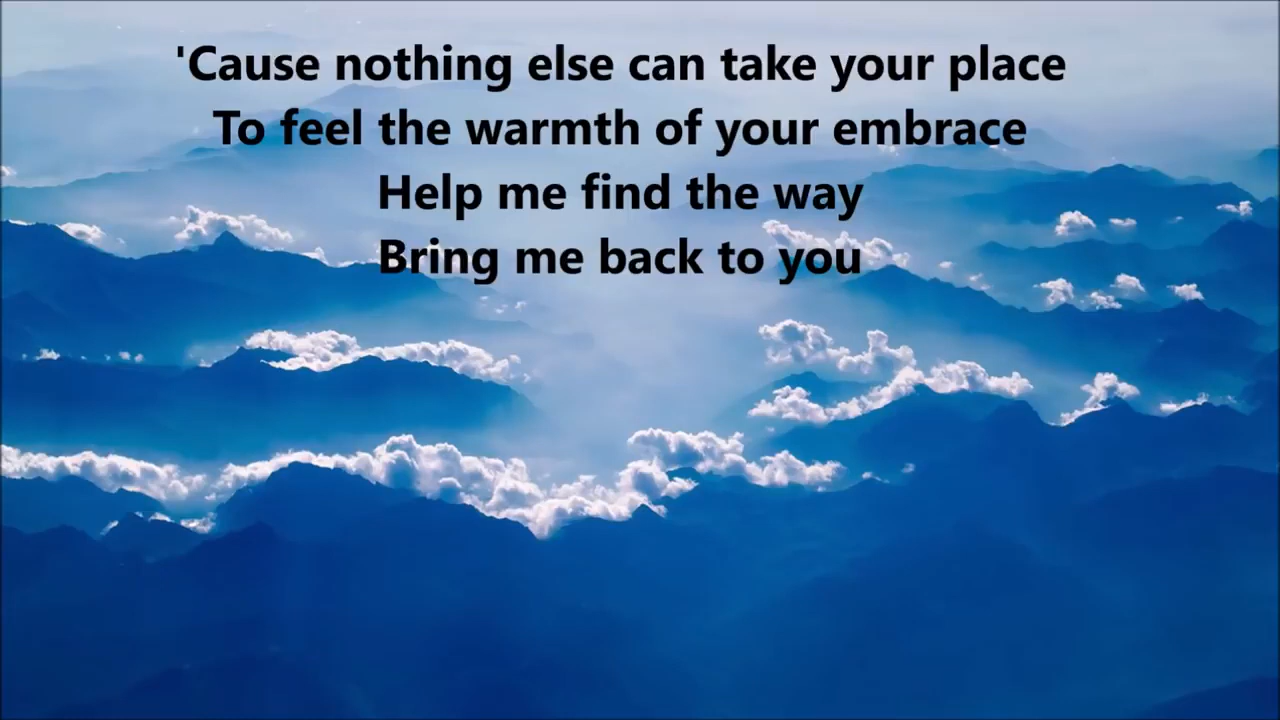 'Cause nothing else can take your place
To feel the warmth of your embrace
Help me find the way
Bring me back to you